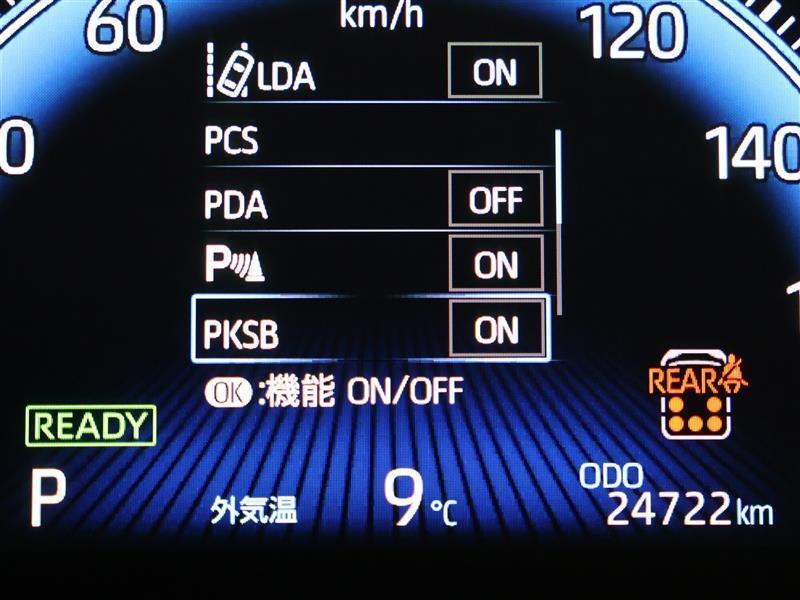 km/h
60
120
LDA ON
0
PCS
140
PDA OFF
P ON
PKSB ON
REAR
OK :機能 ON/OFF
READY
P
外気温 9℃
ODO
24722km